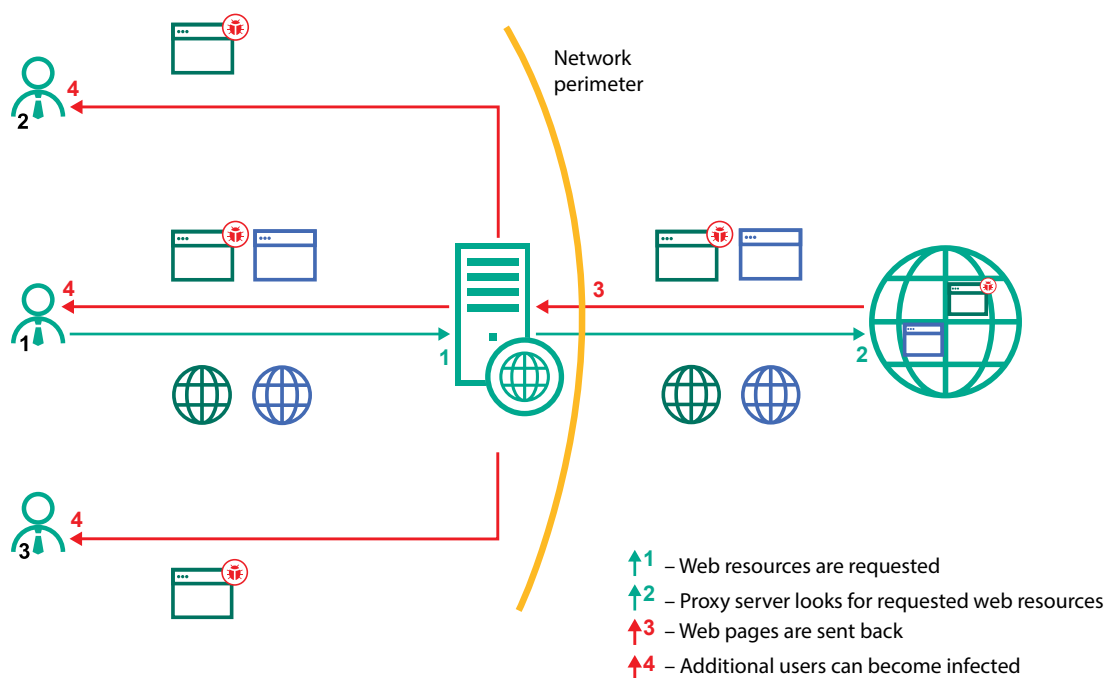 Network
perimeter
4
2
4
3
1
1
2
4
3
1 – Web resources are requested
2 – Proxy server looks for requested web resources
3 – Web pages are sent back
4 – Additional users can become infected